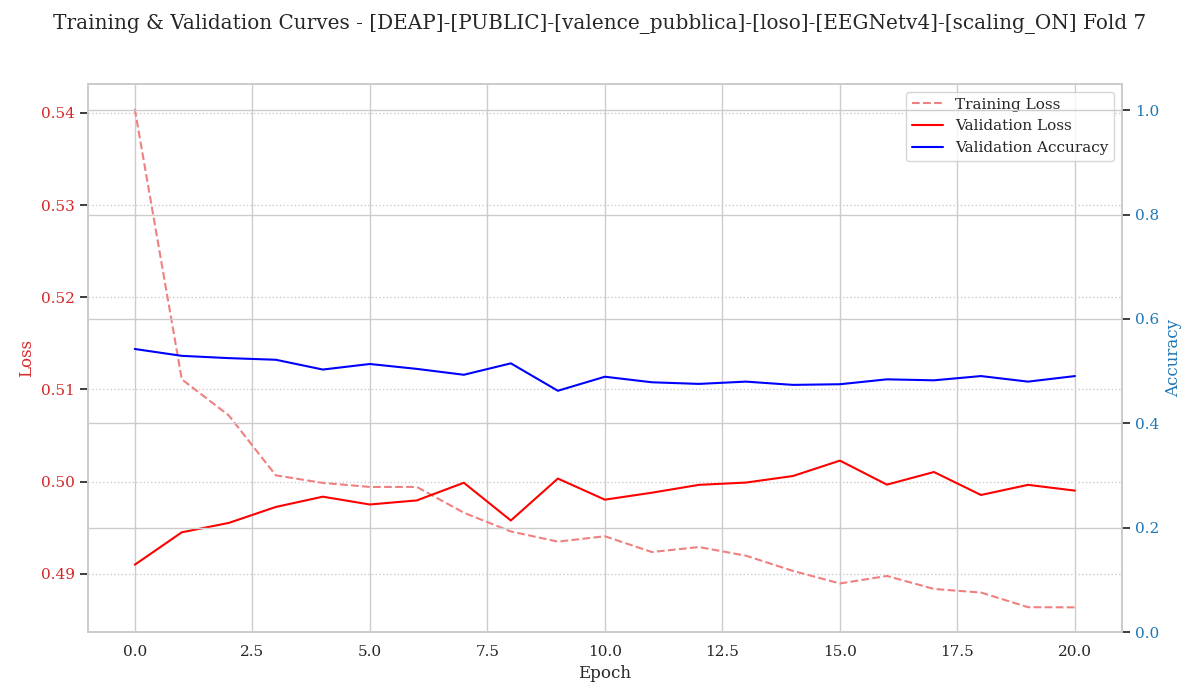 Training & Validation Curves - [DEAP]-[PUBLIC]-[valence_pubblica]-[loso]-[EEGNetv4]-[scaling_ON] Fold 7
Training Loss
Validation Loss
Validation Accuracy
0.54
0.53
0.52
0.51
0.50
0.49
Loss
1.0
0.8
0.6
0.4
0.2
0.0
Accuracy
0.0 2.5 5.0 7.5 10.0 12.5 15.0 17.5 20.0
Epoch